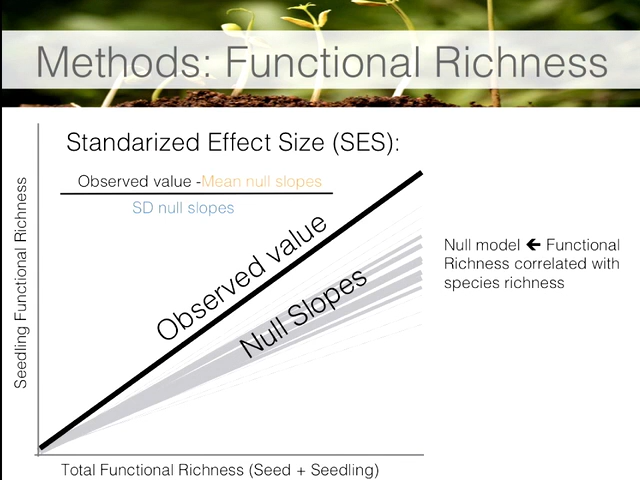 Methods: Functional Richness
Standarized Effect Size (SES):
Observed value -Mean null slopes
SD null slopes
Seedling Functional Richness
Observed value
Null Slopes
Null model 🡸 Functional
Richness correlated with
species richness
Total Functional Richness (Seed + Seedling)